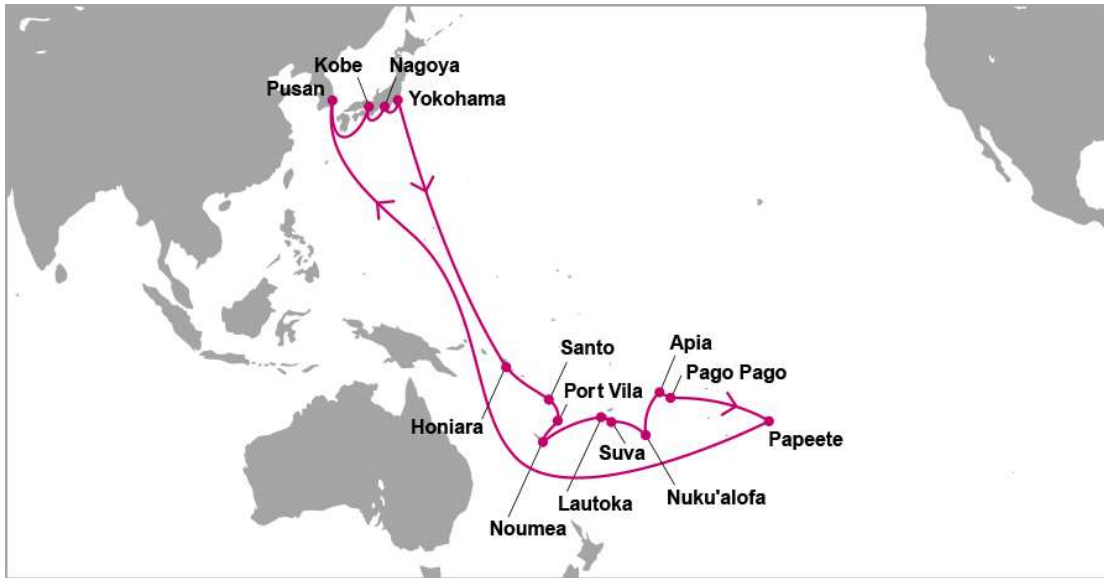 Kobe
Nagoya
Pusan
Yokohama
Apia
Santo
Pago Pago
Port Vila
Honiara
Papeete
Suva
Nuku'alofa
Lautoka
Noumea